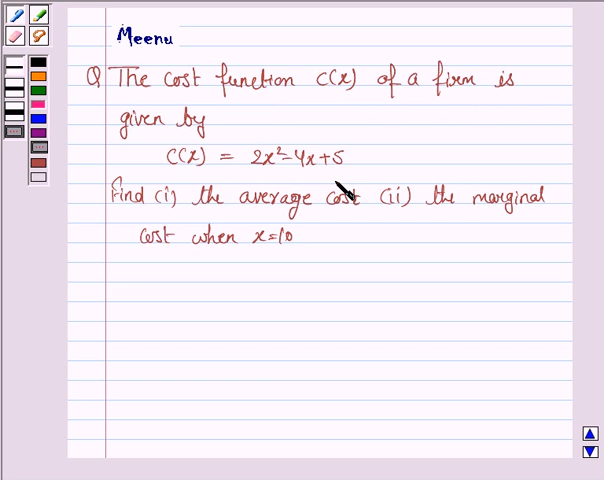 Meenu
Q The cost function C(x) of a firm is
given by
C(x) = 2x²-4x+5
Find (i) the average cost (ii) the marginal
cost when x=10